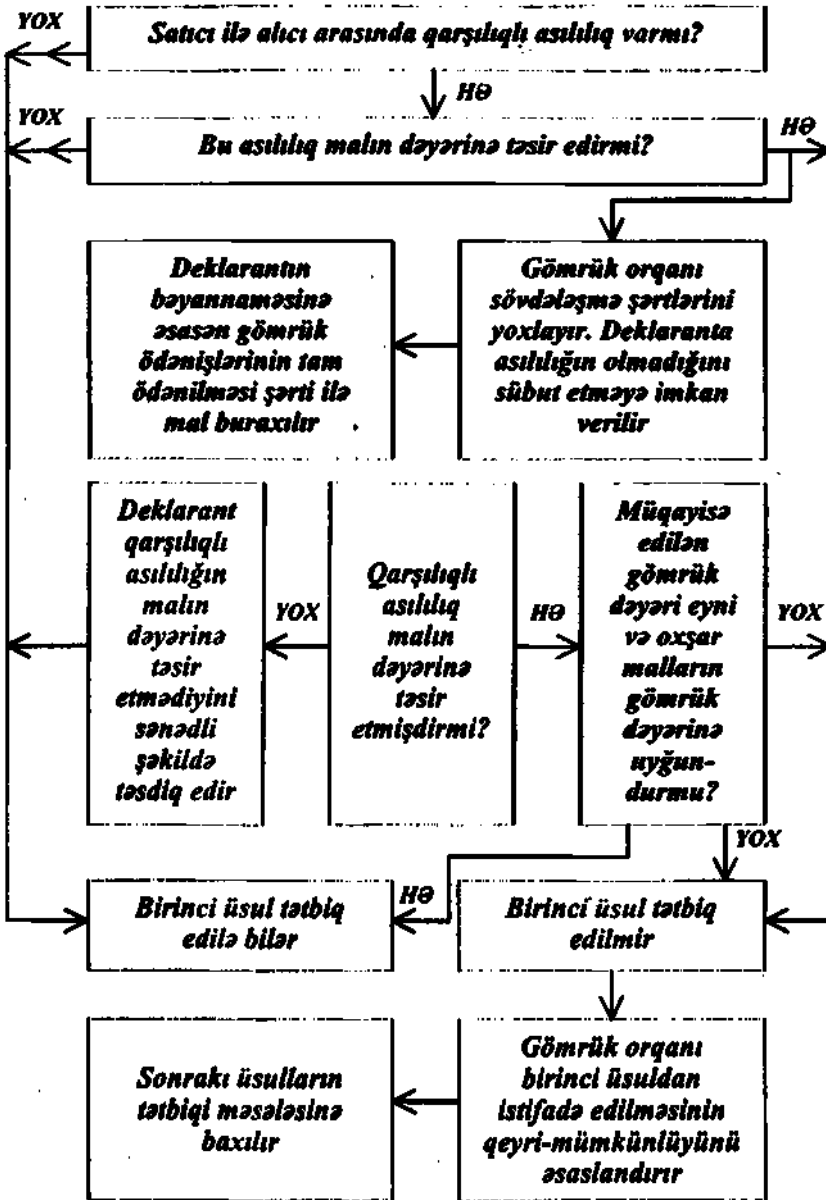 YOX
Satıcı ilə alıcı arasında qarşılıqlı asılılıq varmı?
HƏ
YOX
Bu asılılıq malın dəyərinə təsir edirmi?
HƏ
Deklarantın
bəyannaməsinə
əsasən gömrük
ödənişlərinin tam
ödənilməsi şərti ilə
mal buraxılır
Gömrük orqanı
sövdələşmə şərtlərini
yoxlayır. Deklaranta
asılılığın olmadığını
sübut etməyə imkan
verilir
Deklarant
qarşılıqlı
asılılığın
malın
dəyərinə
təsir
etmədiyini
sənədli
şəkildə
təsdiq edir
YOX
Qarşılıqlı
asılılıq
malın
dəyərinə
təsir
etmişdirmi?
HƏ
Müqayisə
edilən
gömrük
dəyəri eyni
və oxşar
malların
gömrük
dəyərinə
uyğun-
durmu?
YOX
YOX
Birinci üsul tətbiq
edilə bilər
HƏ
Birinci üsul tətbiq
edilmir
Sonrakı üsulların
tətbiqi məsələsinə
baxılır
Gömrük orqanı
birinci üsuldan
istifadə edilməsinin
qeyri-mümkünlüyünü
əsaslandırır